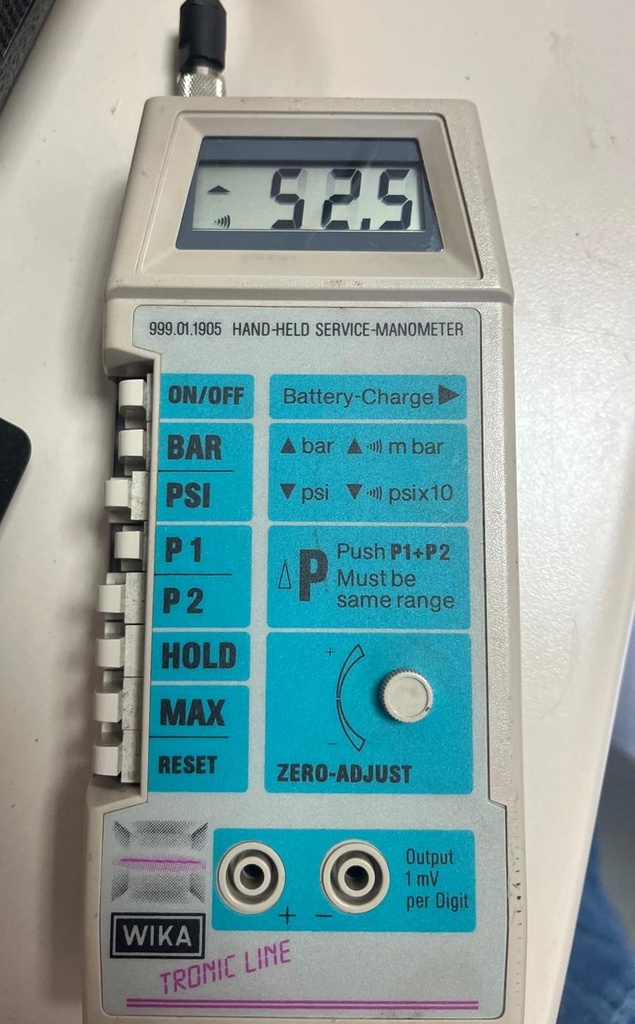 52.5
999.01.1905 HAND-HELD SERVICE-MANOMETER
ON/OFF
Battery-Charge ▶
BAR
▲ bar ▲ •))) m bar
PSI
▼ psi ▼ •))) psix10
P 1
P 2
△ P
Push P1+P2
Must be
same range
HOLD
MAX
RESET
+
−
ZERO-ADJUST
Output
1 mV
per Digit
+ −
WIKA
TRONIC LINE